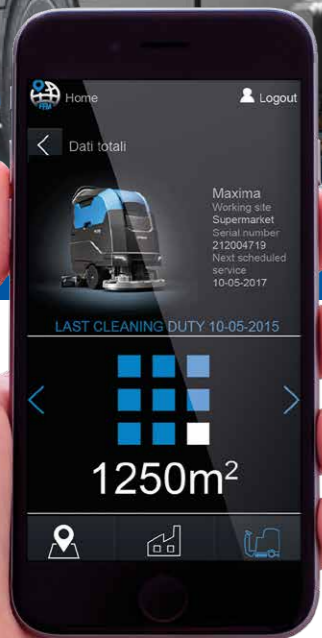 FFM
Home
Logout
Dati totali
Maxima
Working site
Supermarket
Serial number
212004719
Next scheduled
service
10-05-2017
LAST CLEANING DUTY 10-05-2015
1250m²